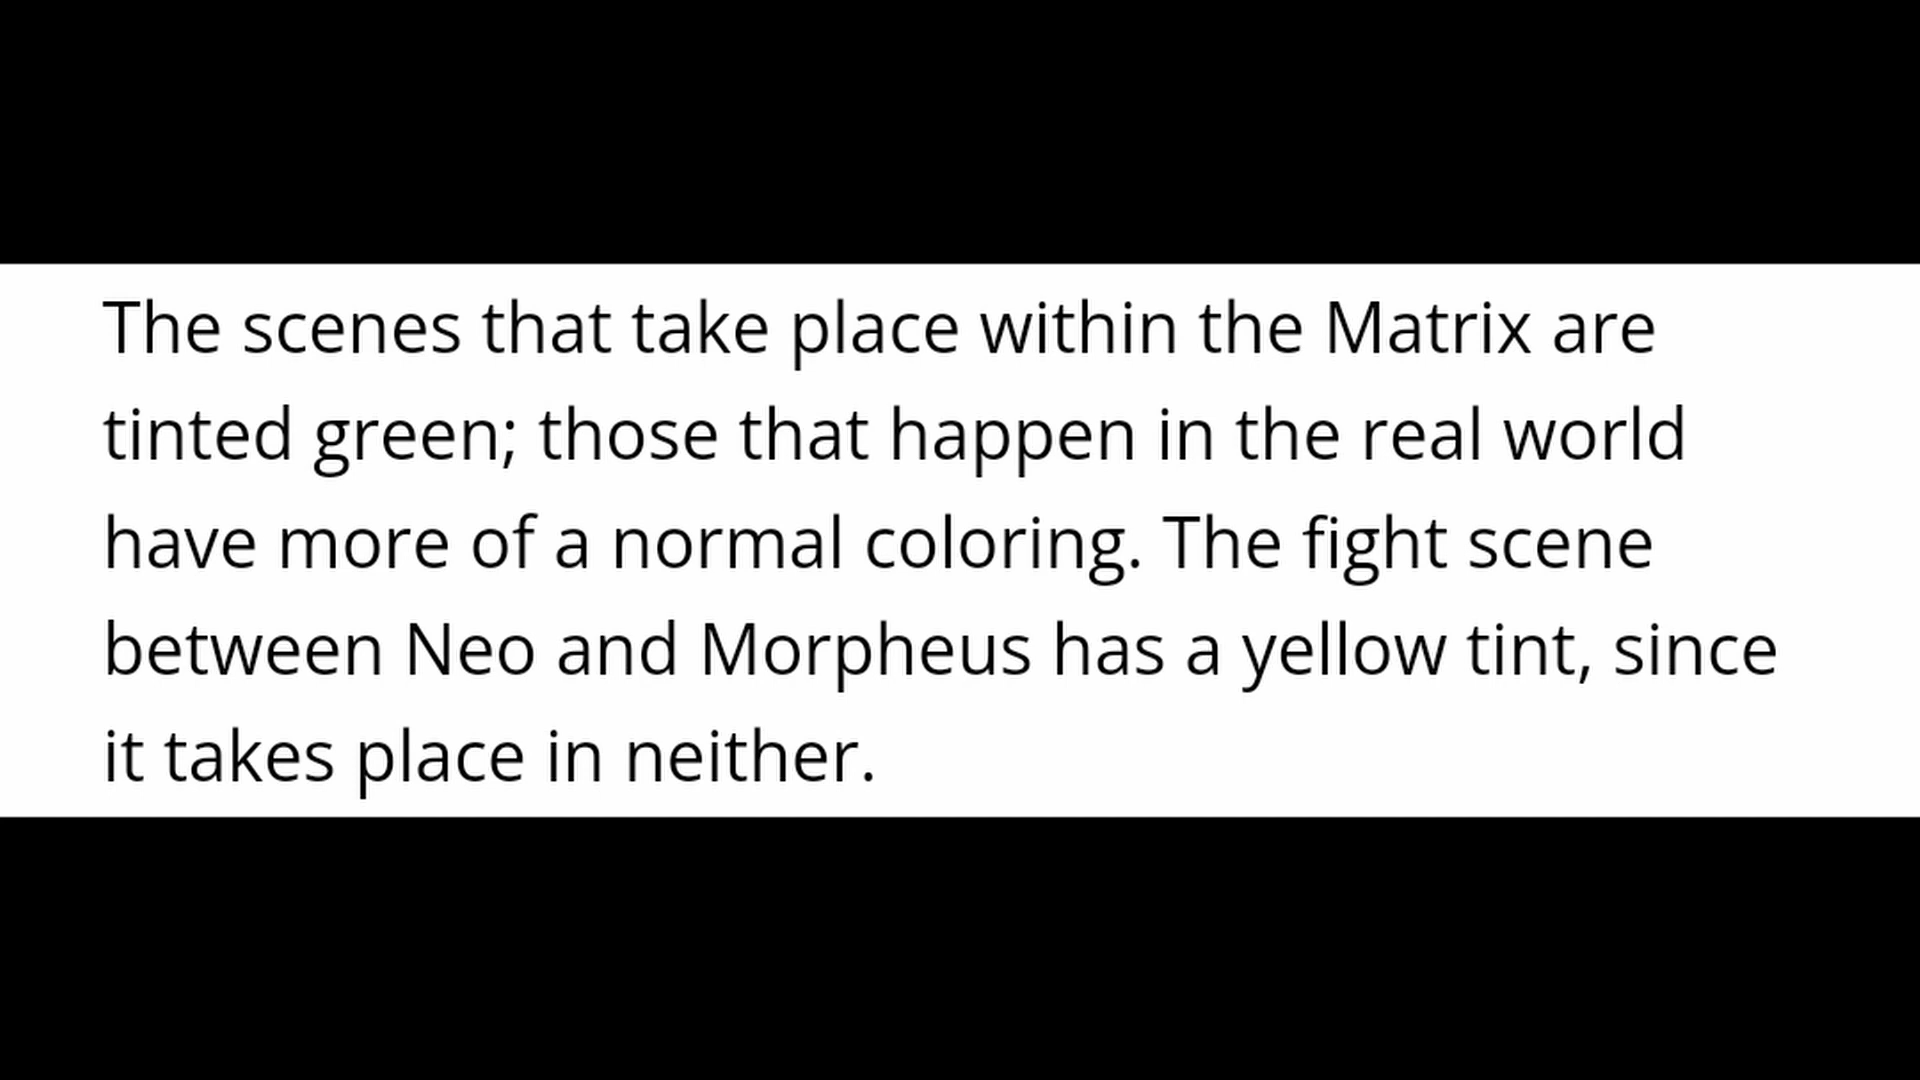 The scenes that take place within the Matrix are
tinted green; those that happen in the real world
have more of a normal coloring. The fight scene
between Neo and Morpheus has a yellow tint, since
it takes place in neither.